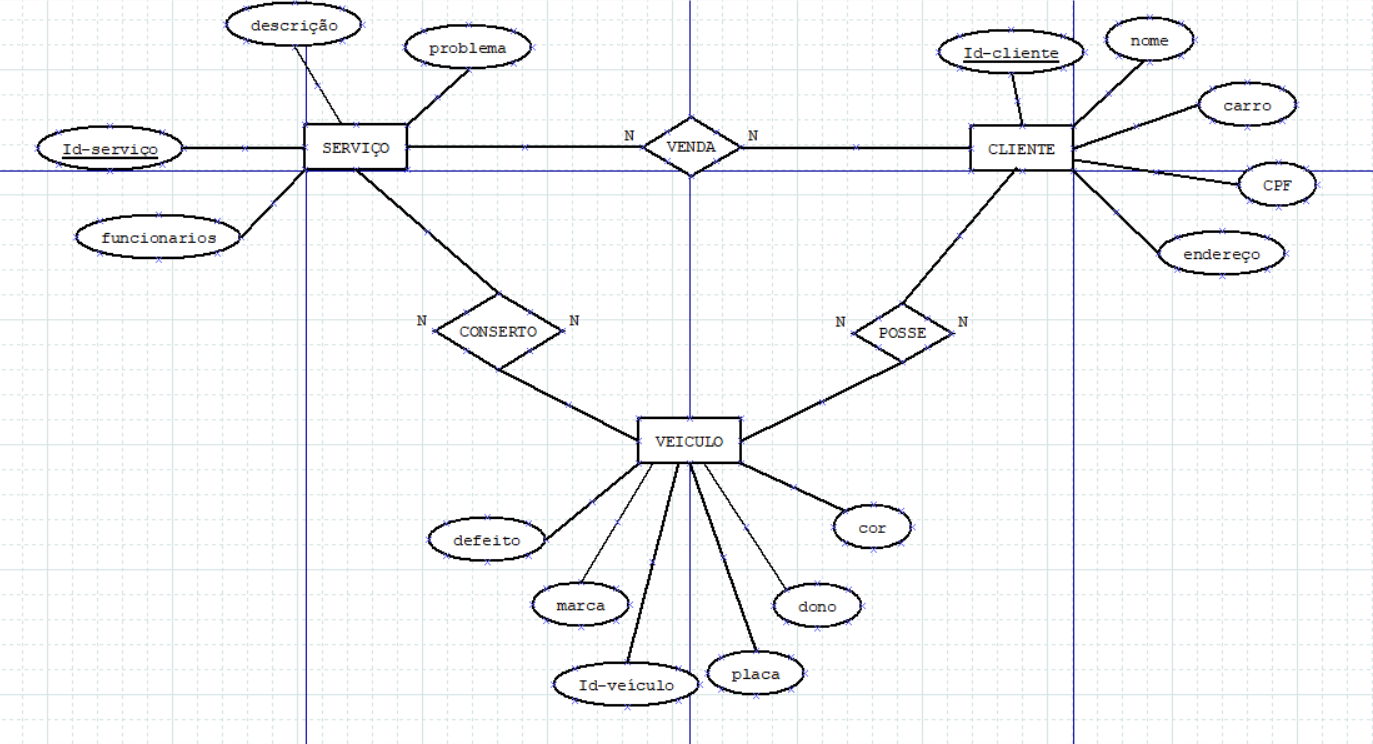 descrição
problema
Id-cliente
nome
carro
Id-serviço
SERVIÇO
N
VENDA
N
CLIENTE
CPF
funcionarios
endereço
N
CONSERTO
N
N
POSSE
N
VEICULO
defeito
cor
marca
dono
Id-veículo
placa